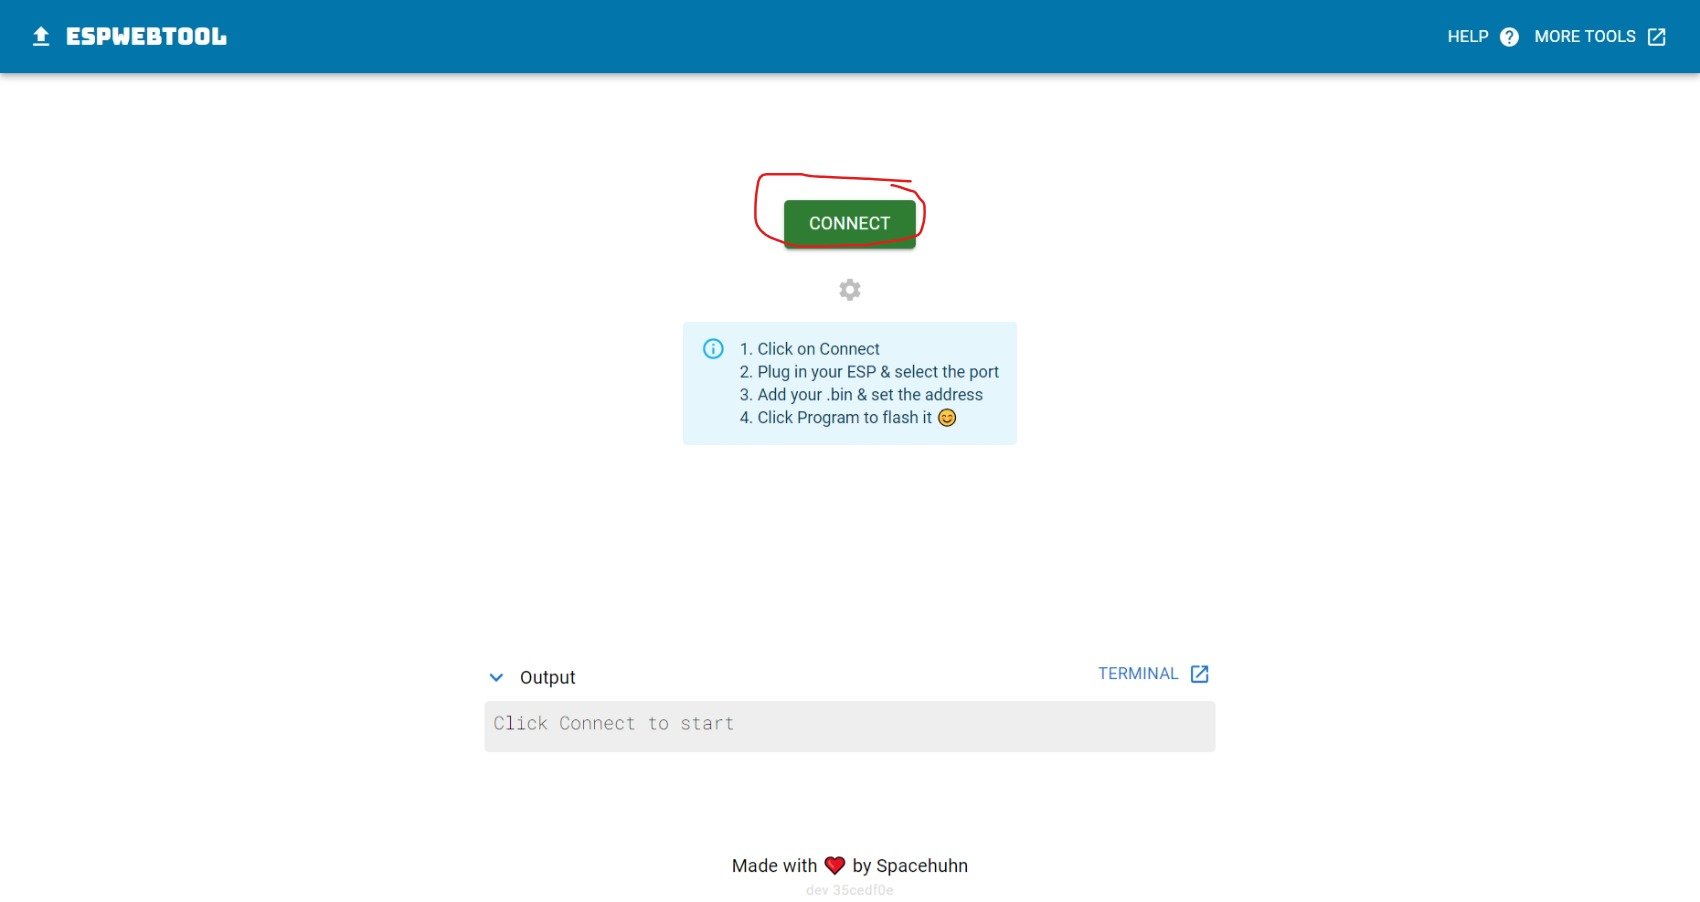 ESPWEBTOOL
HELP MORE TOOLS
CONNECT
1. Click on Connect
2. Plug in your ESP & select the port
3. Add your .bin & set the address
4. Click Program to flash it 😊
Output
TERMINAL
Click Connect to start
Made with ❤️ by Spacehuhn
dev 35cedf0e